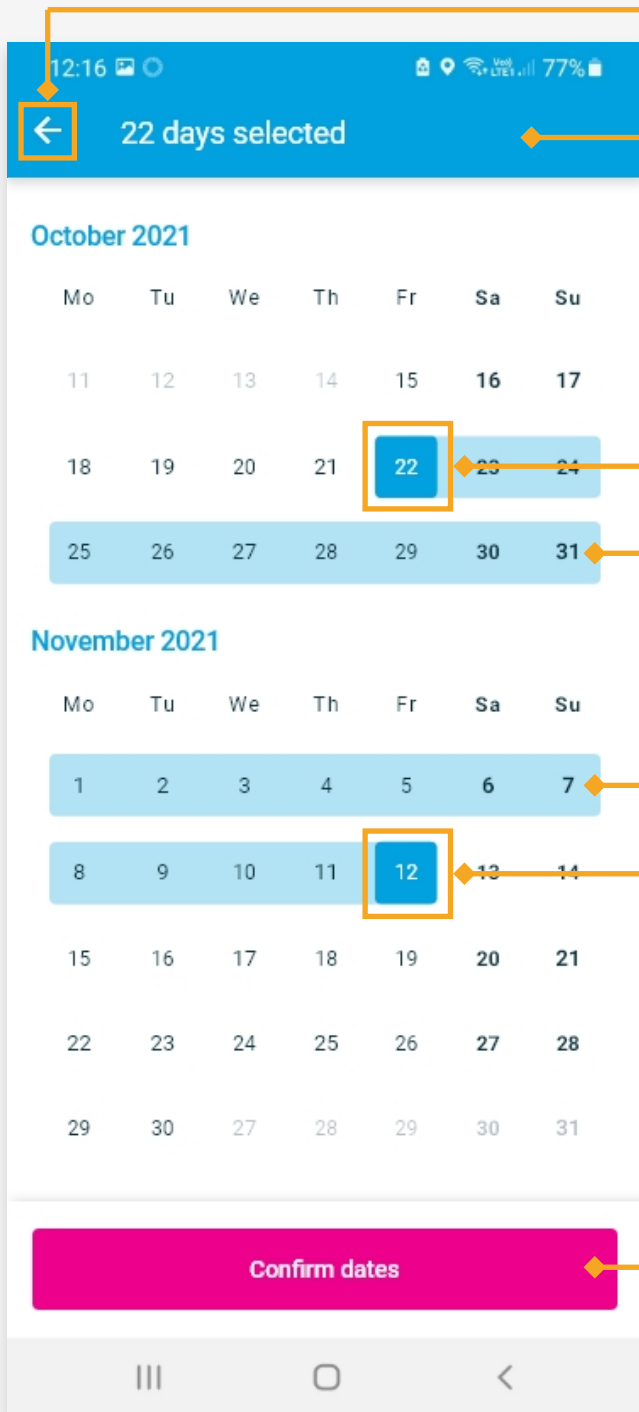 12:16 77%
22 days selected
October 2021
Mo Tu We Th Fr Sa Su
11 12 13 14 15 16 17
18 19 20 21 22 23 24
25 26 27 28 29 30 31
November 2021
Mo Tu We Th Fr Sa Su
1 2 3 4 5 6 7
8 9 10 11 12 13 14
15 16 17 18 19 20 21
22 23 24 25 26 27 28
29 30 27 28 29 30 31
Confirm dates